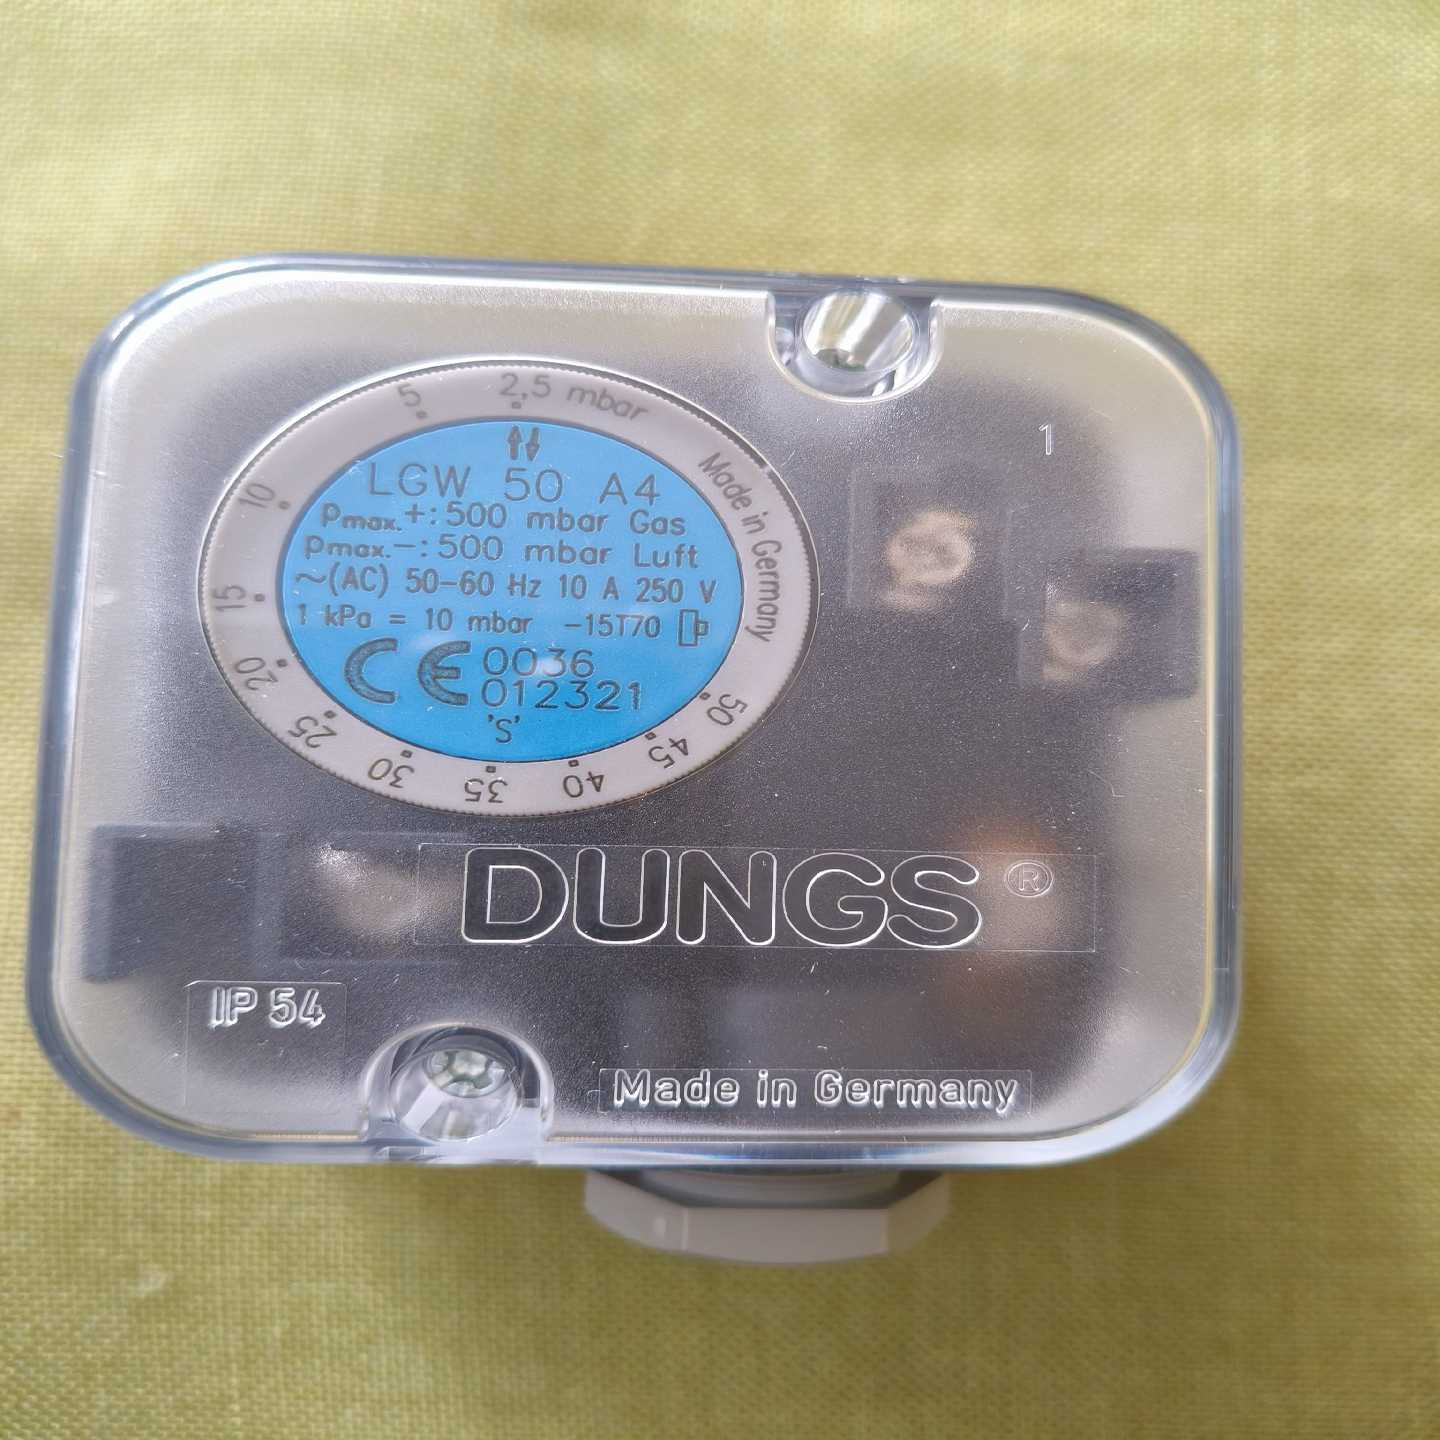 2,5 mbar
5
10
15
20
25
30
35
40
45
50
Made in Germany
LGW 50 A4
pmax.+: 500 mbar Gas
pmax.-: 500 mbar Luft
~(AC) 50-60 Hz 10 A 250 V
1 kPa = 10 mbar -15T70
CE 0036
012321
'S'
1
DUNGS®
IP 54
Made in Germany